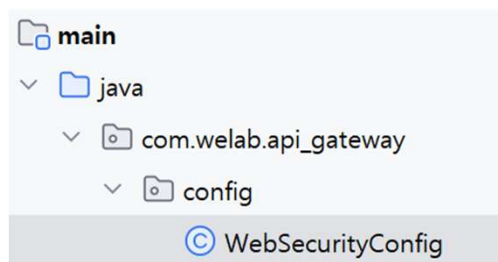 main
java
com.welab.api_gateway
config
WebSecurityConfig